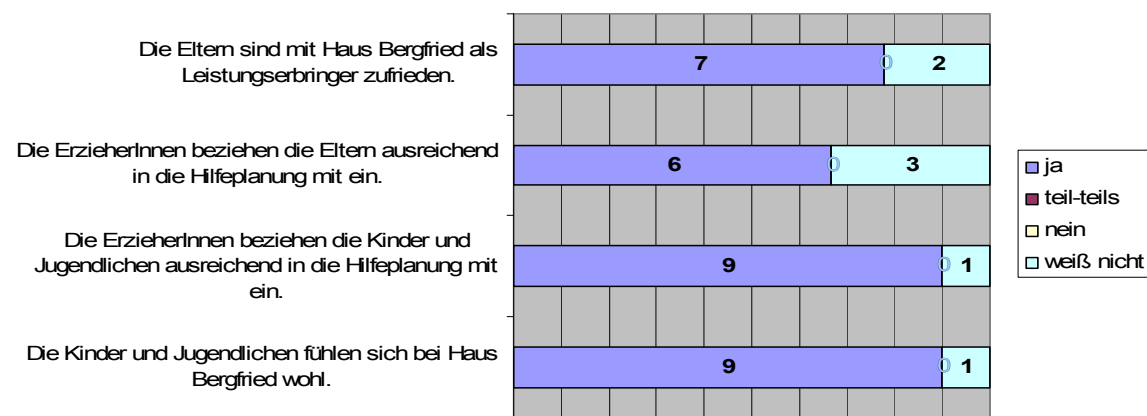 Die Eltern sind mit Haus Bergfried als
Leistungserbringer zufrieden.
7
0
2
Die ErzieherInnen beziehen die Eltern ausreichend
in die Hilfeplanung mit ein.
6
0
3
Die ErzieherInnen beziehen die Kinder und
Jugendlichen ausreichend in die Hilfeplanung mit
ein.
9
0
1
Die Kinder und Jugendlichen fühlen sich bei Haus
Bergfried wohl.
9
0
1
ja
teil-teils
nein
weiß nicht